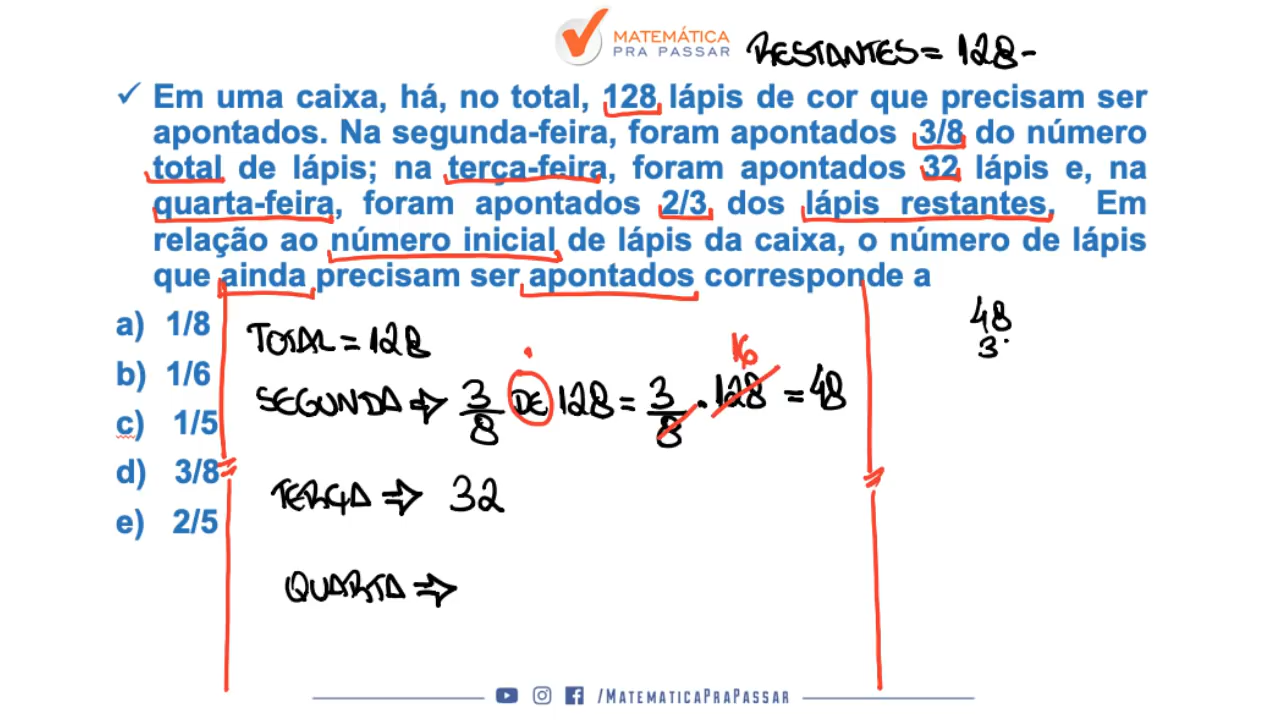 MATEMÁTICA
PRA PASSAR
RESTANTES = 128 -
✓ Em uma caixa, há, no total, 128 lápis de cor que precisam ser
apontados. Na segunda-feira, foram apontados 3/8 do número
total de lápis; na terça-feira, foram apontados 32 lápis e, na
quarta-feira, foram apontados 2/3 dos lápis restantes. Em
relação ao número inicial de lápis da caixa, o número de lápis
que ainda precisam ser apontados corresponde a
a) 1/8
b) 1/6
c) 1/5
d) 3/8
e) 2/5
TOTAL = 128
SEGUNDA ⇒ 3/8 DE 128 = 3/8 . 128 = 48
16
TERÇA ⇒ 32
QUARTA ⇒
48
3
/MATEMATICAPRAPASSAR